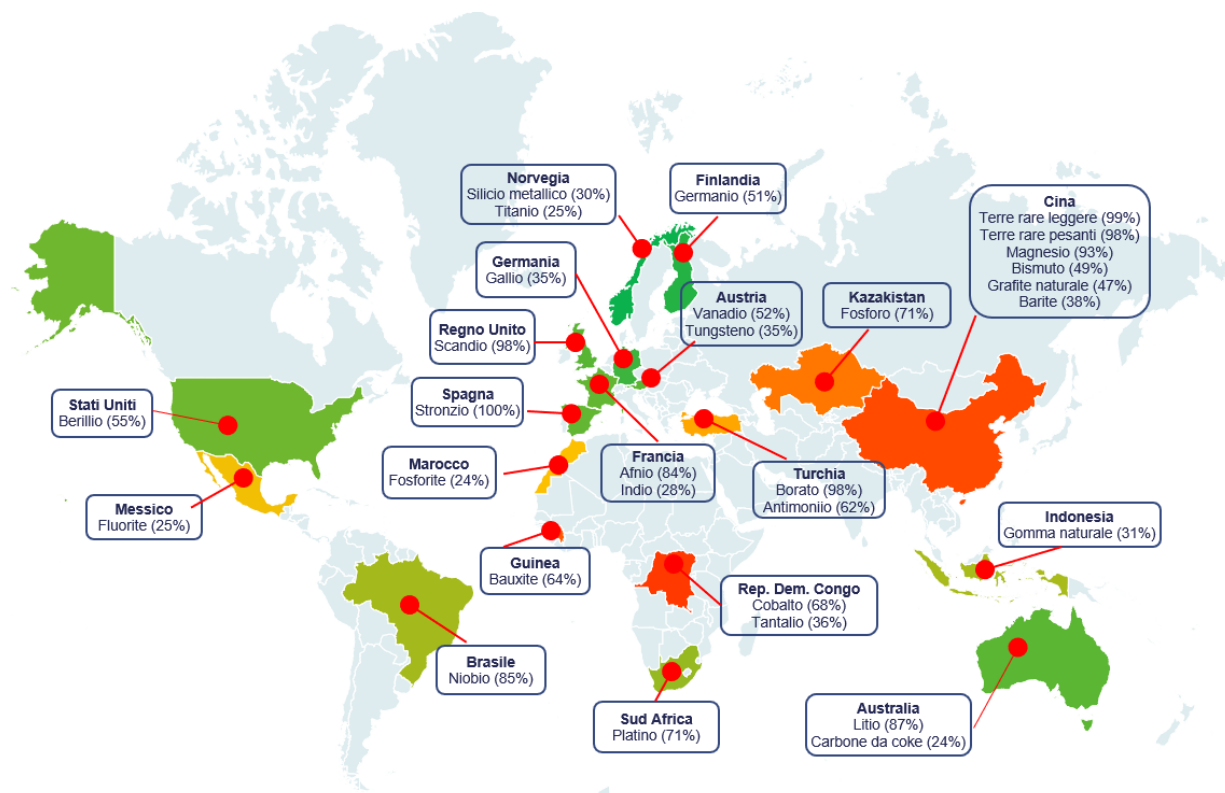 Norvegia
Silicio metallico (30%)
Titanio (25%)
Finlandia
Germanio (51%)
Cina
Terre rare leggere (99%)
Terre rare pesanti (98%)
Magnesio (93%)
Bismuto (49%)
Grafite naturale (47%)
Barite (38%)
Germania
Gallio (35%)
Austria
Vanadio (52%)
Tungsteno (35%)
Kazakistan
Fosforo (71%)
Regno Unito
Scandio (98%)
Stati Uniti
Berillio (55%)
Spagna
Stronzio (100%)
Marocco
Fosforite (24%)
Francia
Afnio (84%)
Indio (28%)
Turchia
Borato (98%)
Antimoniio (62%)
Messico
Fluorite (25%)
Indonesia
Gomma naturale (31%)
Guinea
Bauxite (64%)
Rep. Dem. Congo
Cobalto (68%)
Tantalio (36%)
Brasile
Niobio (85%)
Sud Africa
Platino (71%)
Australia
Litio (87%)
Carbone da coke (24%)